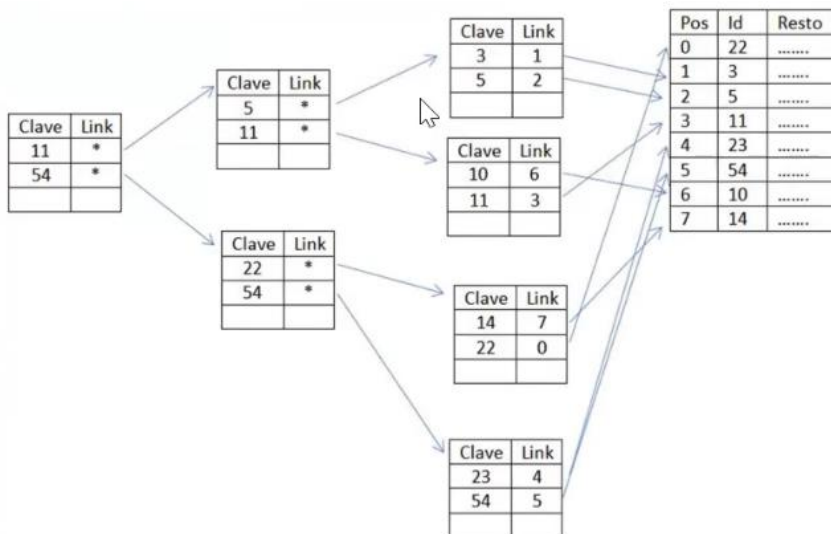 Clave Link
11 *
54 *
Clave Link
5 *
11 *
Clave Link
22 *
54 *
Clave Link
3 1
5 2
Clave Link
10 6
11 3
Clave Link
14 7
22 0
Clave Link
23 4
54 5
Pos Id Resto
0 22 .......
1 3 .......
2 5 .......
3 11 .......
4 23 .......
5 54 .......
6 10 .......
7 14 .......